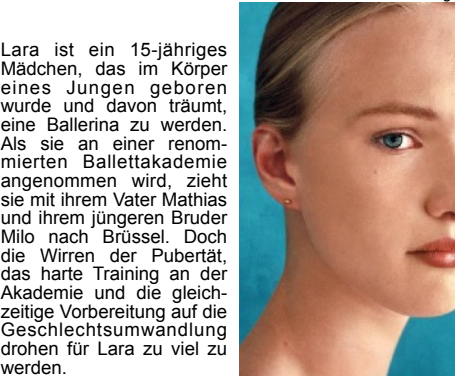 Lara ist ein 15-jähriges
Mädchen, das im Körper
eines Jungen geboren
wurde und davon träumt,
eine Ballerina zu werden.
Als sie an einer renom-
mierten Ballettakademie
angenommen wird, zieht
sie mit ihrem Vater Mathias
und ihrem jüngeren Bruder
Milo nach Brüssel. Doch
die Wirren der Pubertät,
das harte Training an der
Akademie und die gleich-
zeitige Vorbereitung auf die
Geschlechtsumwandlung
drohen für Lara zu viel zu
werden.